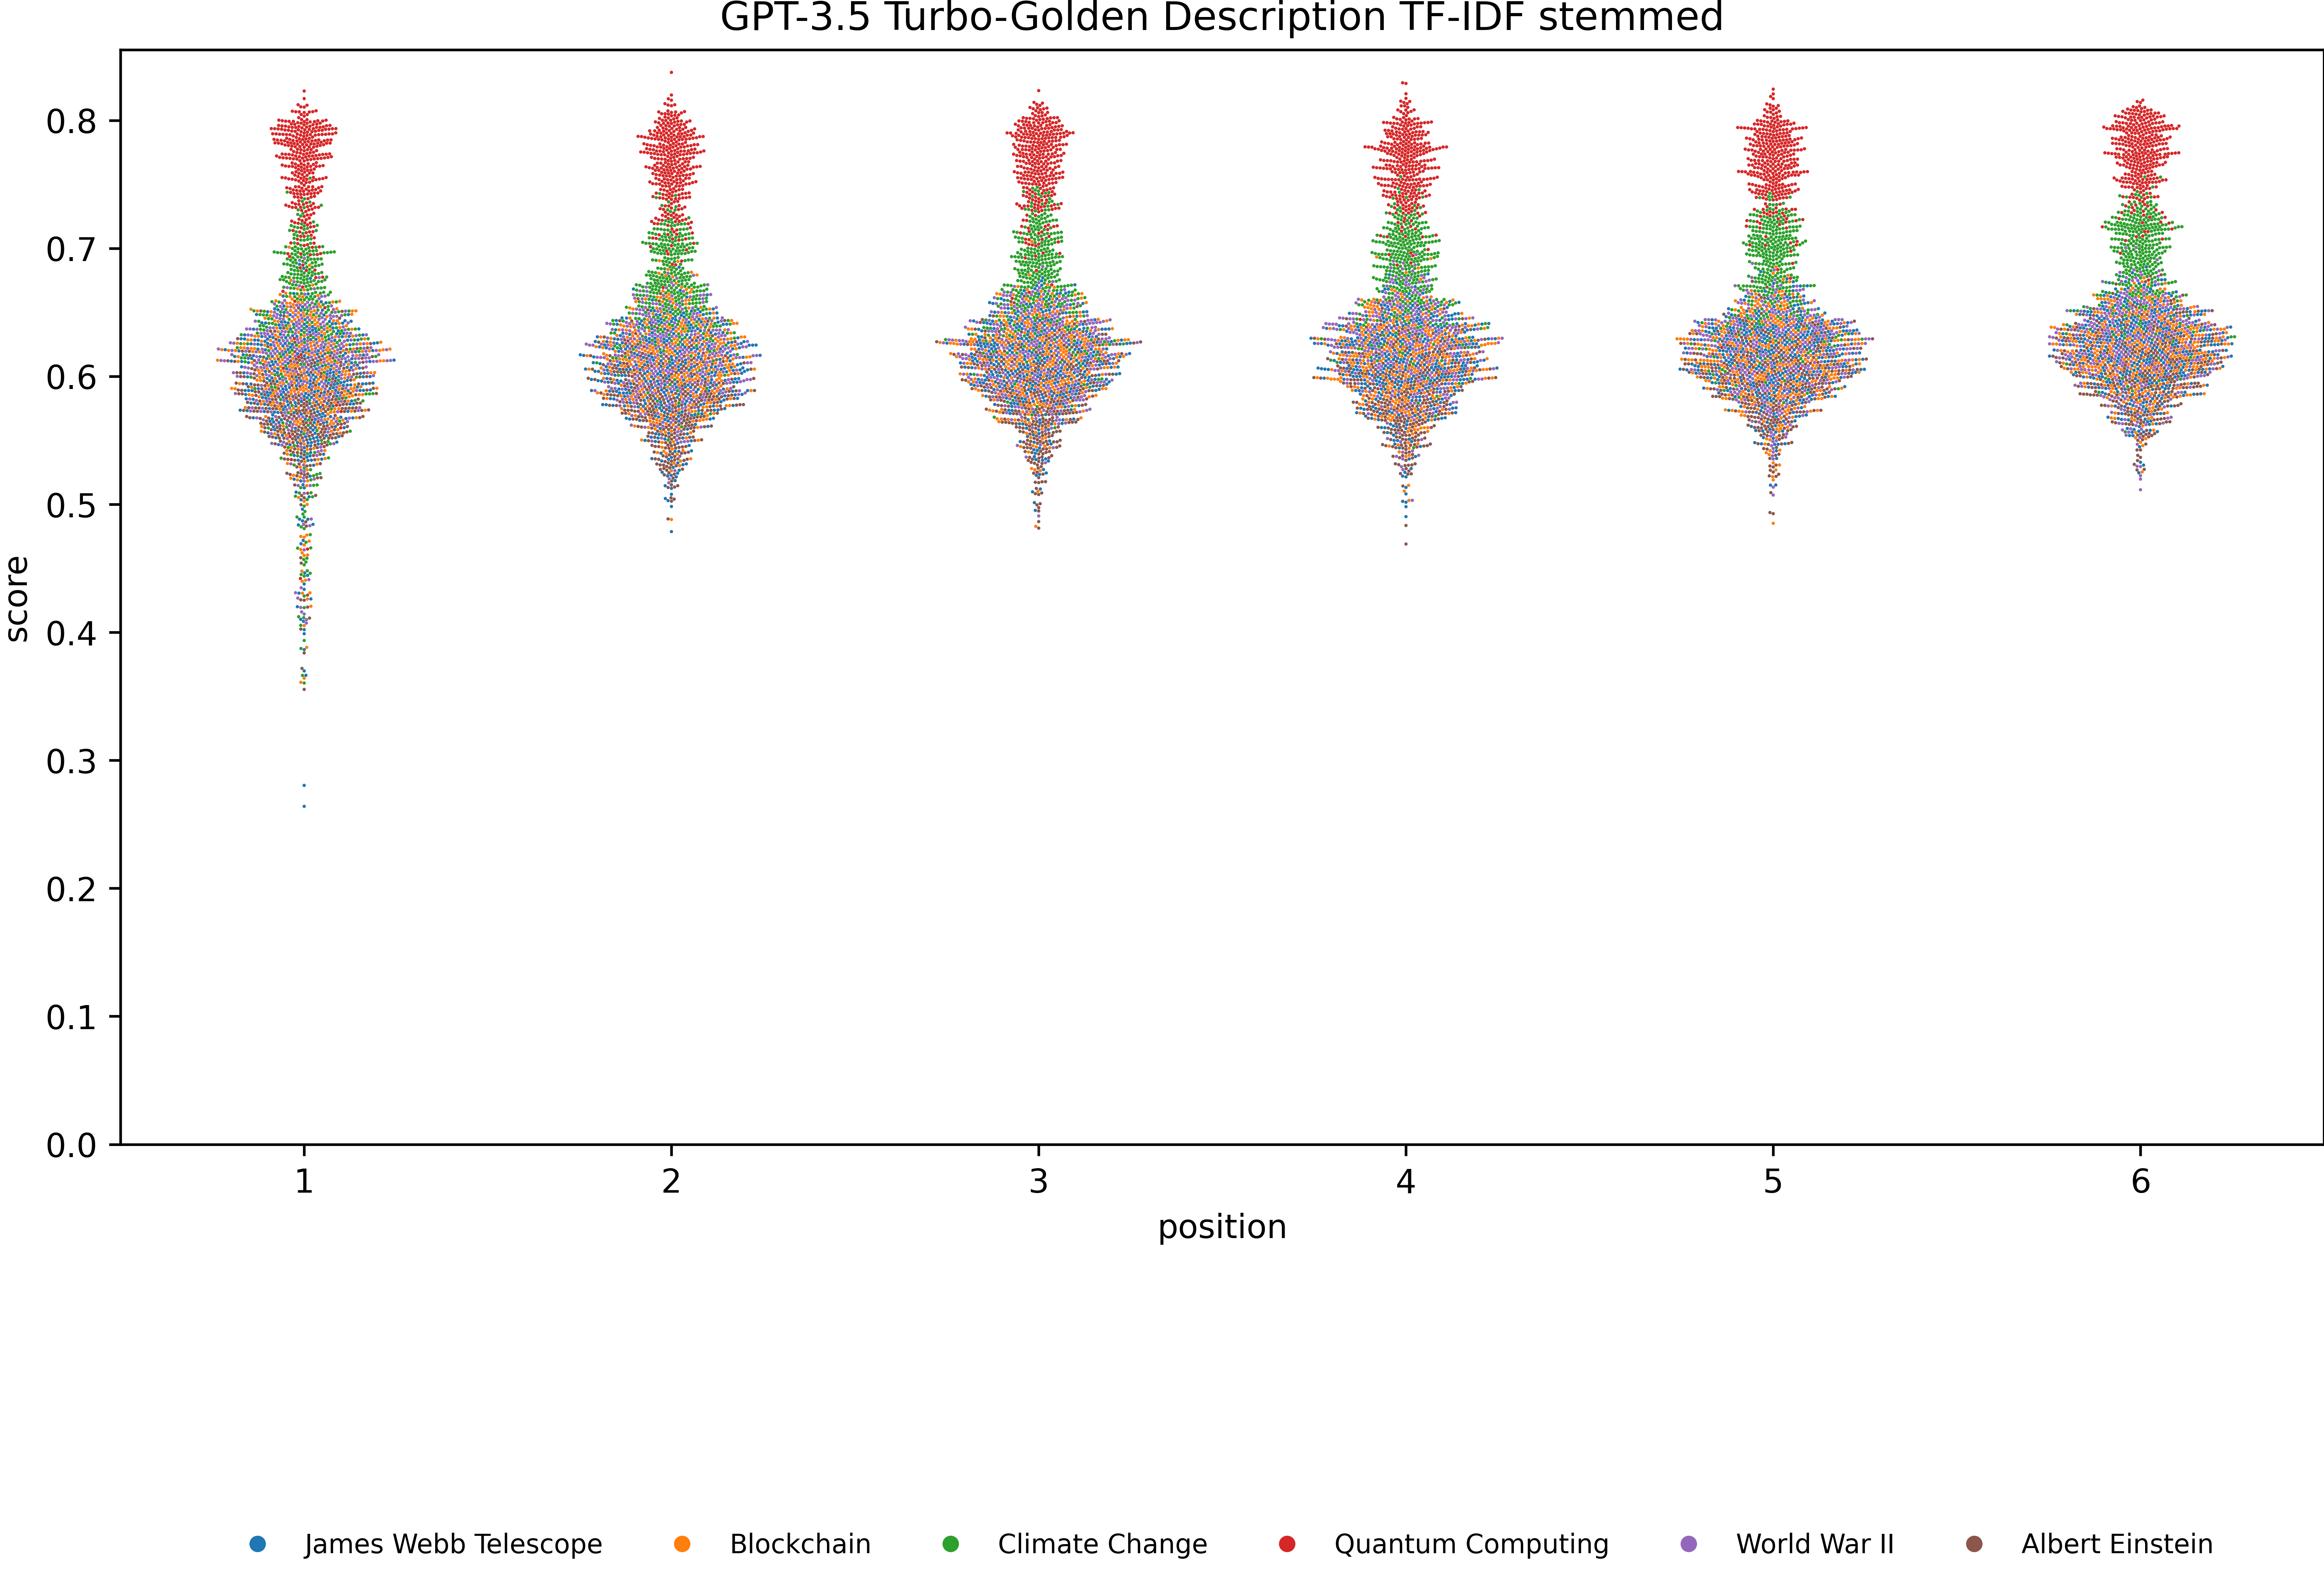 GPT-3.5 Turbo-Golden Description TF-IDF stemmed
score
0.8
0.7
0.6
0.5
0.4
0.3
0.2
0.1
0.0
1 2 3 4 5 6
position
James Webb Telescope Blockchain Climate Change Quantum Computing World War II Albert Einstein